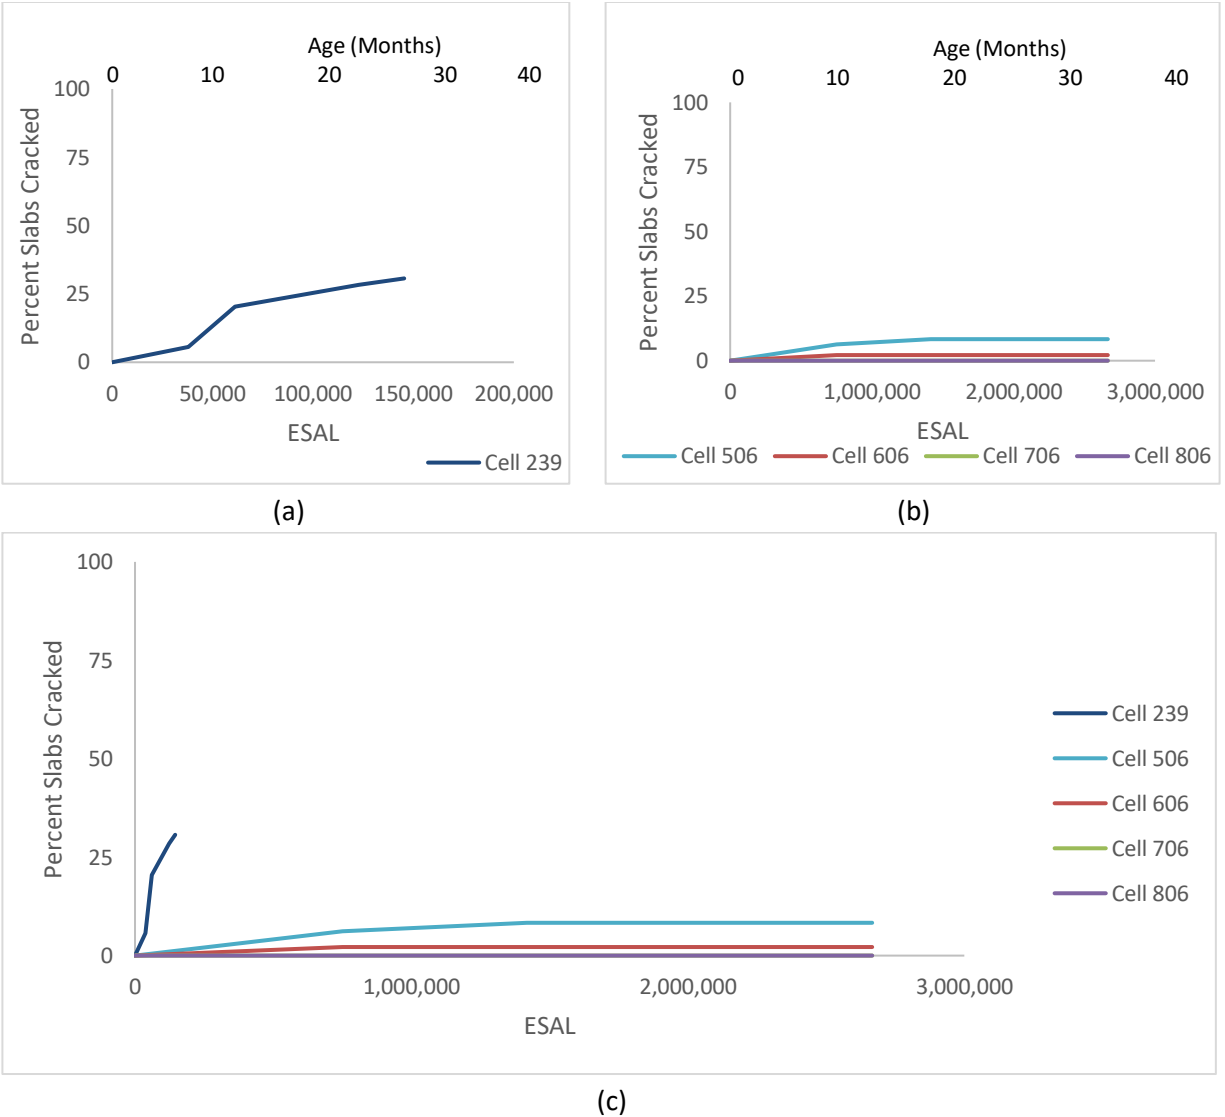 Age (Months)
0 10 20 30 40
100
75
50
25
0
Percent Slabs Cracked
0 50,000 100,000 150,000 200,000
ESAL
Cell 239
(a)
Age (Months)
0 10 20 30 40
100
75
50
25
0
Percent Slabs Cracked
0 1,000,000 2,000,000 3,000,000
ESAL
Cell 506 Cell 606 Cell 706 Cell 806
(b)
100
75
50
25
0
Percent Slabs Cracked
0 1,000,000 2,000,000 3,000,000
ESAL
Cell 239
Cell 506
Cell 606
Cell 706
Cell 806
(c)